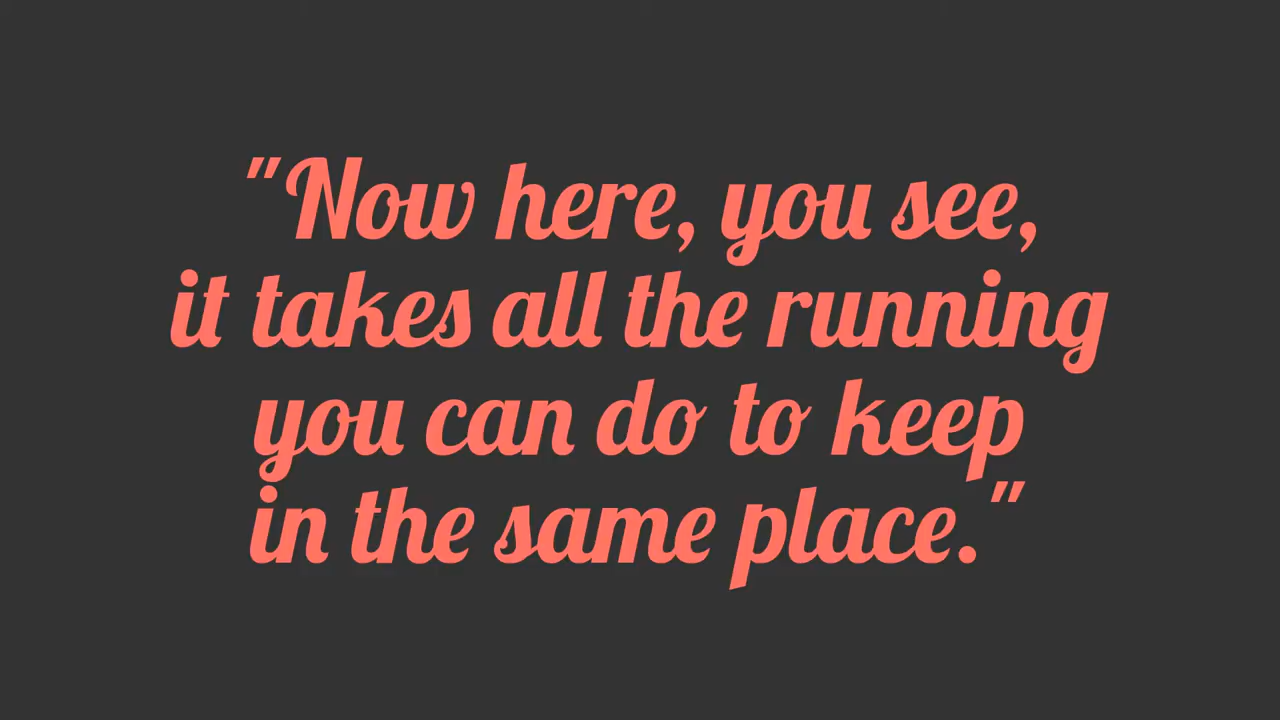 "Now here, you see,
it takes all the running
you can do to keep
in the same place."